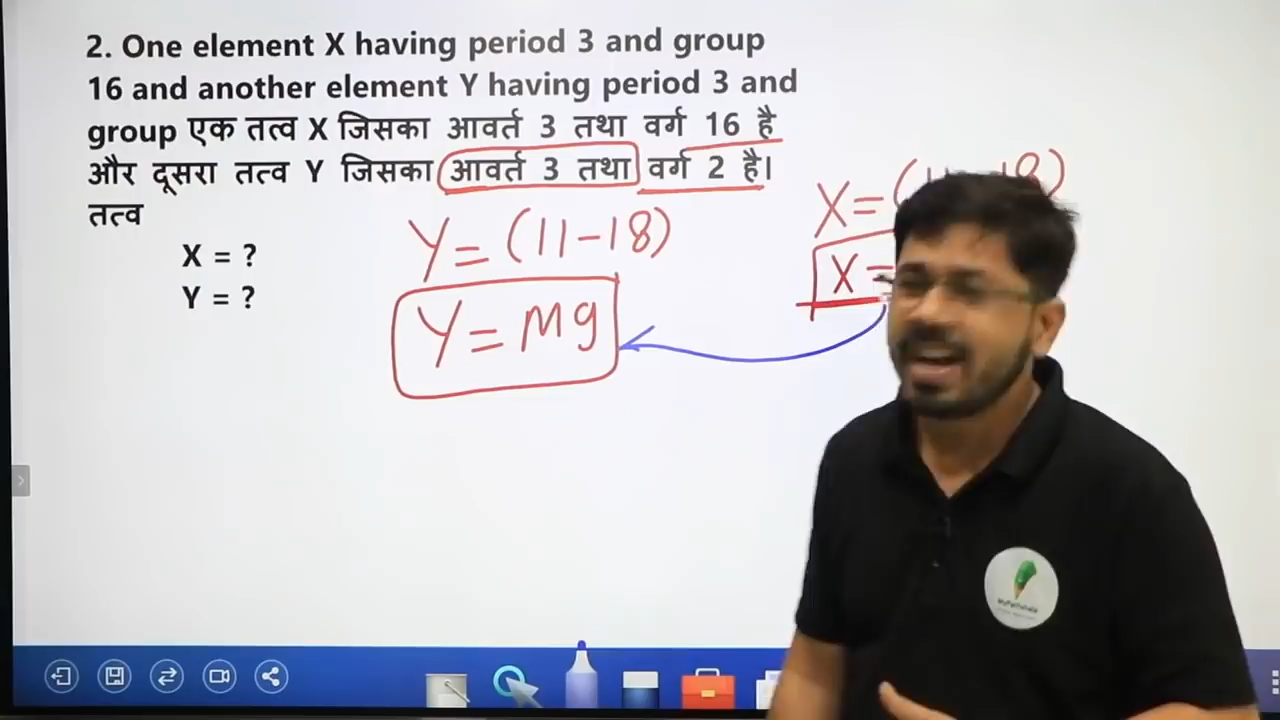 2. One element X having period 3 and group
16 and another element Y having period 3 and
group एक तत्व X जिसका आवर्त 3 तथा वर्ग 16 है
और दूसरा तत्व Y जिसका आवर्त 3 तथा वर्ग 2 है।
तत्व
X = ?
Y = ?
Y = (11-18)
Y = Mg
X = 18)
X =
MyPathshala